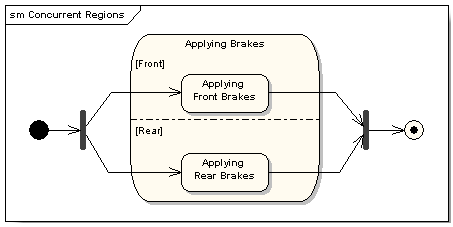 sm Concurrent Regions
Applying Brakes
[Front]
Applying
Front Brakes
[Rear]
Applying
Rear Brakes